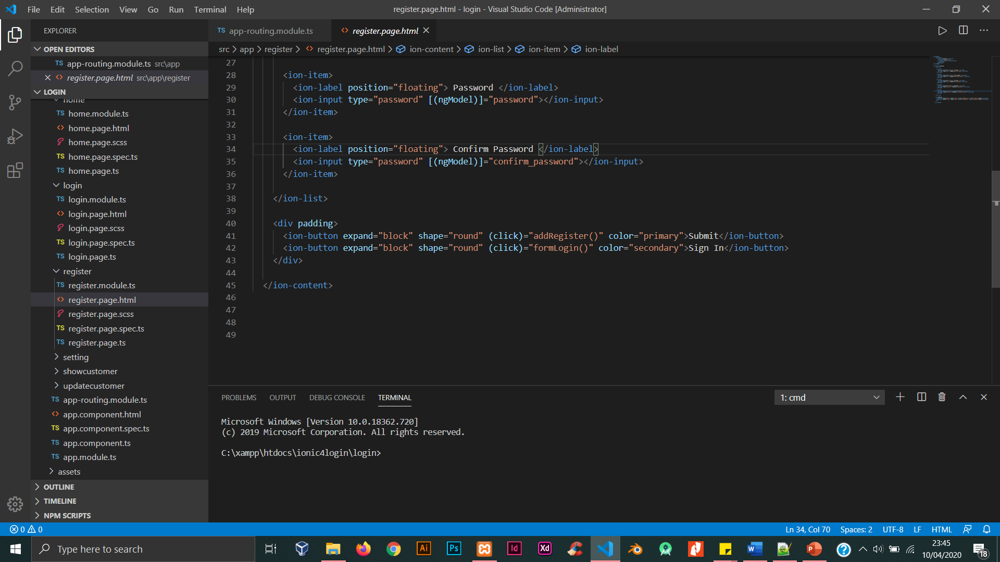 File Edit Selection View Go Run Terminal Help
register.page.html - login - Visual Studio Code [Administrator]
EXPLORER
OPEN EDITORS
TS app-routing.module.ts src\app
register.page.html src\app\register
LOGIN
home
TS home.module.ts
home.page.html
home.page.scss
TS home.page.spec.ts
TS home.page.ts
login
TS login.module.ts
login.page.html
login.page.scss
TS login.page.spec.ts
TS login.page.ts
register
TS register.module.ts
register.page.html
register.page.scss
TS register.page.spec.ts
TS register.page.ts
setting
showcustomer
updatecustomer
TS app-routing.module.ts
app.component.html
TS app.component.spec.ts
TS app.component.ts
TS app.module.ts
assets
OUTLINE
TIMELINE
NPM SCRIPTS
TS app-routing.module.ts
register.page.html
src > app > register > register.page.html > ion-content > ion-list > ion-item > ion-label
27
28 <ion-item>
29 <ion-label position="floating"> Password </ion-label>
30 <ion-input type="password" [(ngModel)]="password"></ion-input>
31 </ion-item>
32
33 <ion-item>
34 <ion-label position="floating"> Confirm Password </ion-label>
35 <ion-input type="password" [(ngModel)]="confirm_password"></ion-input>
36 </ion-item>
37
38 </ion-list>
39
40 <div padding>
41 <ion-button expand="block" shape="round" (click)="addRegister()" color="primary">Submit</ion-button>
42 <ion-button expand="block" shape="round" (click)="formLogin()" color="secondary">Sign In</ion-button>
43 </div>
44
45 </ion-content>
46
47
48
49
PROBLEMS OUTPUT DEBUG CONSOLE TERMINAL
1: cmd
Microsoft Windows [Version 10.0.18362.720]
(c) 2019 Microsoft Corporation. All rights reserved.
C:\xampp\htdocs\ionic4login\login>
0 0
Ln 34, Col 70 Spaces: 2 UTF-8 LF HTML
Type here to search
Ai Ps Id Xd
23:45
10/04/2020
18